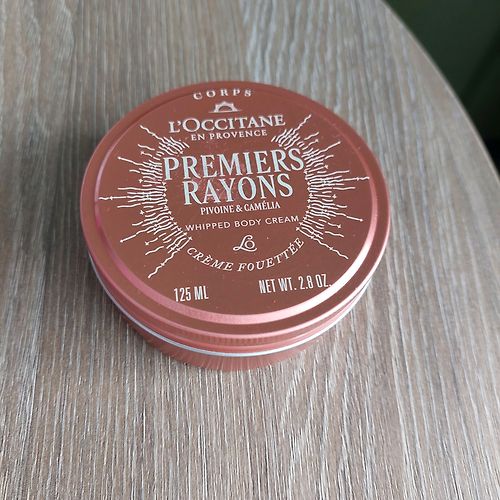 CORPS
L'OCCITANE
EN PROVENCE
PREMIERS
RAYONS
PIVOINE & CAMÉLIA
WHIPPED BODY CREAM
LO
CRÈME FOUETTÉE
125 ML NET WT. 2.8 OZ.